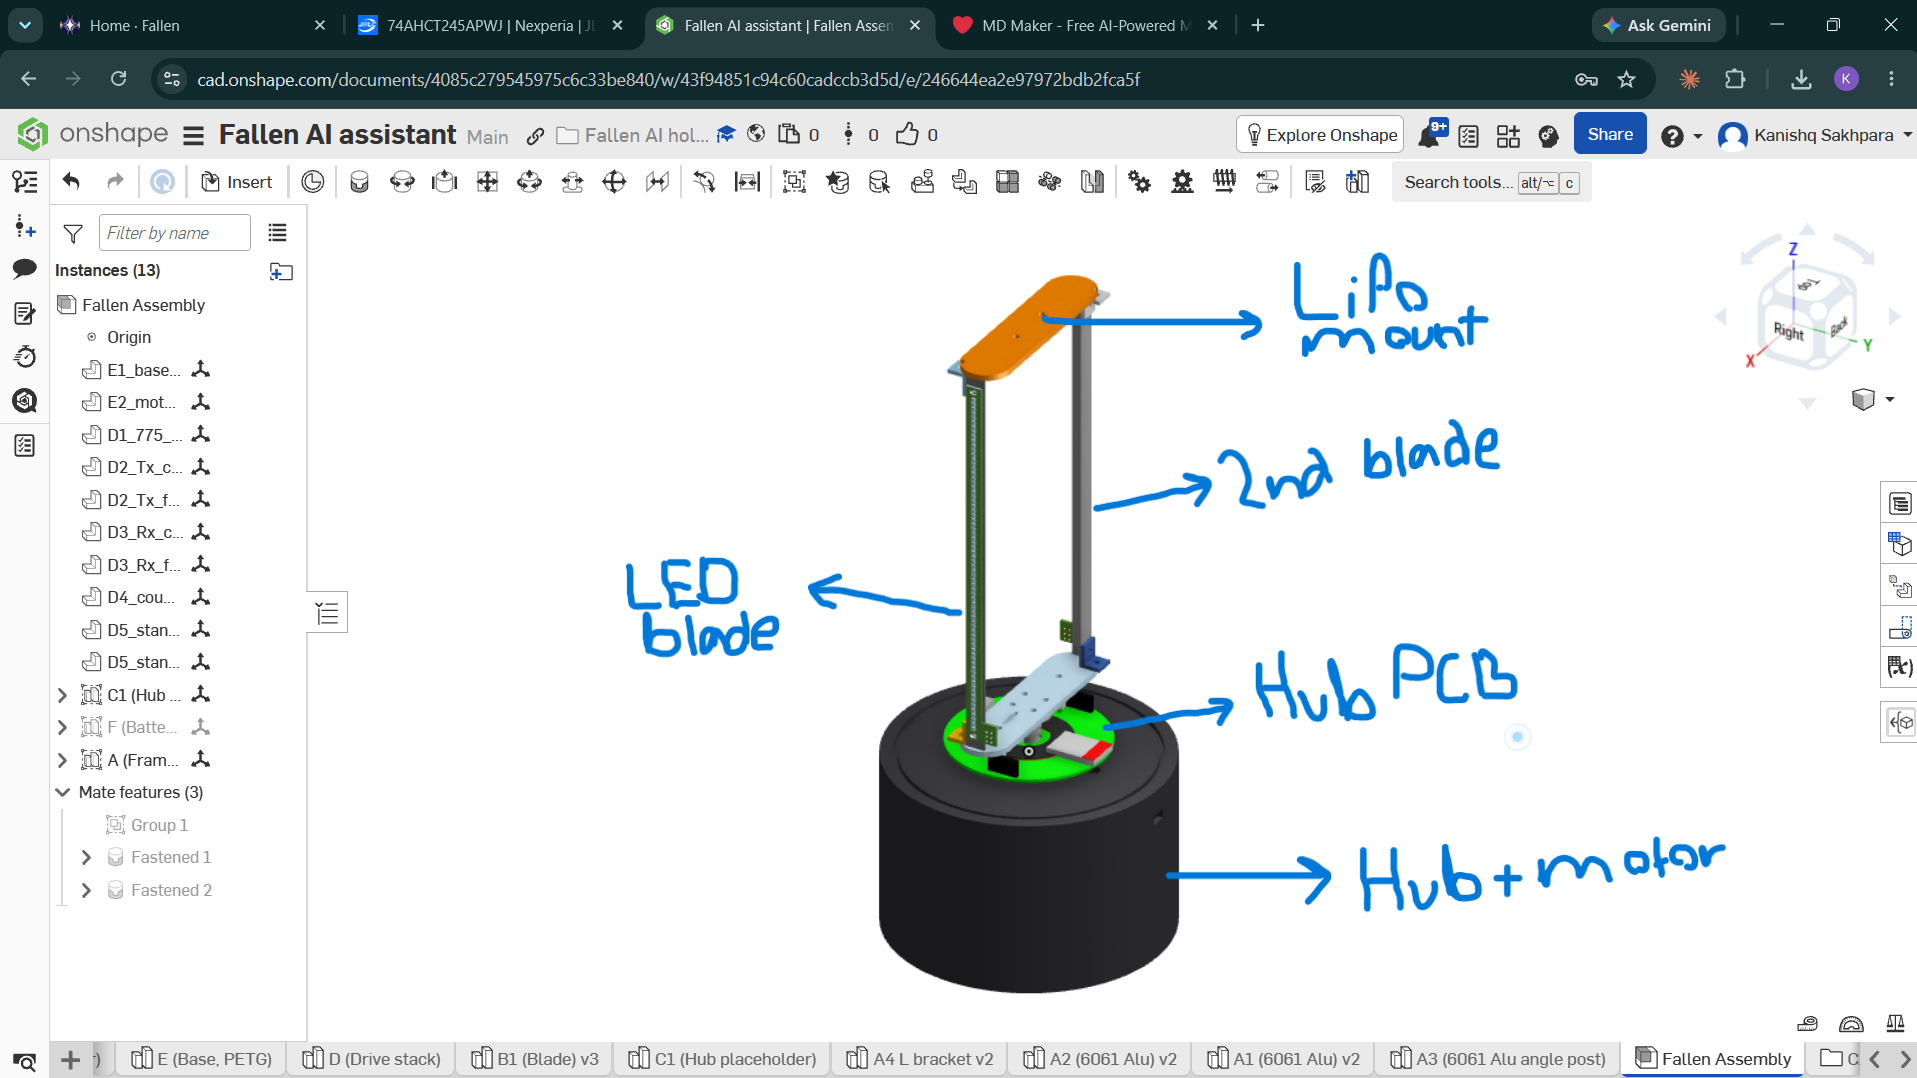 Home · Fallen
74AHCT245APWJ | Nexperia | JL
Fallen AI assistant | Fallen Assem
MD Maker - Free AI-Powered M
Ask Gemini
cad.onshape.com/documents/4085c279545975c6c33be840/w/43f94851c94c60cadccb3d5d/e/246644ea2e97972bdb2fca5f
K
onshape
Fallen AI assistant
Main
Fallen AI hol...
0
0
0
Explore Onshape
9+
Share
Kanishq Sakhpara
Insert
Search tools... alt/⌥ c
Filter by name
Instances (13)
Fallen Assembly
Origin
E1_base...
E2_mot...
D1_775_...
D2_Tx_c...
D2_Tx_f...
D3_Rx_c...
D3_Rx_f...
D4_cou...
D5_stan...
D5_stan...
C1 (Hub ...
F (Batte...
A (Fram...
Mate features (3)
Group 1
Fastened 1
Fastened 2
LiPo
mount
2nd blade
LED
blade
Hub PCB
Hub + motor
Z
Top
Right
Back
X
Y
)
E (Base, PETG)
D (Drive stack)
B1 (Blade) v3
C1 (Hub placeholder)
A4 L bracket v2
A2 (6061 Alu) v2
A1 (6061 Alu) v2
A3 (6061 Alu angle post)
Fallen Assembly
C